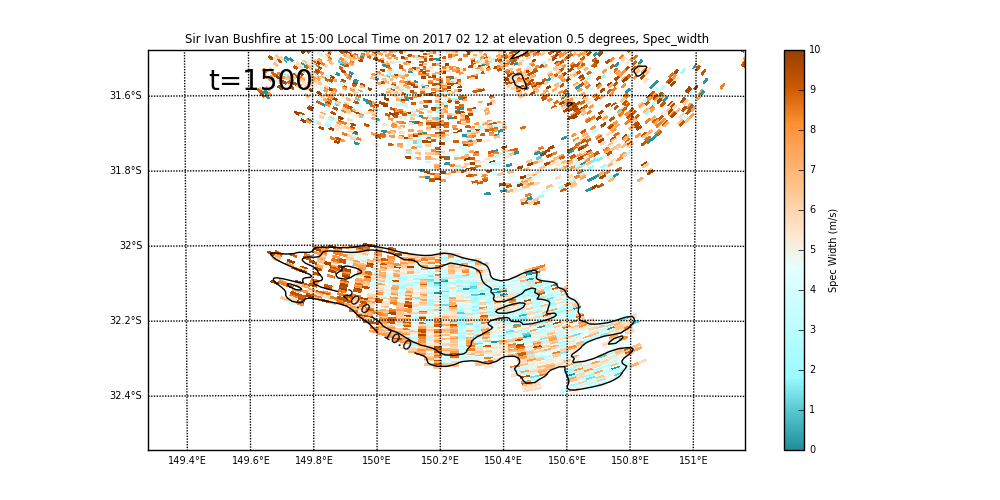 Sir Ivan Bushfire at 15:00 Local Time on 2017 02 12 at elevation 0.5 degrees, Spec_width
t=1500
31.6°S
31.8°S
32°S
32.2°S
32.4°S
20.0
10.0
149.4°E 149.6°E 149.8°E 150°E 150.2°E 150.4°E 150.6°E 150.8°E 151°E
10
9
8
7
6
5
4
3
2
1
0
Spec Width (m/s)